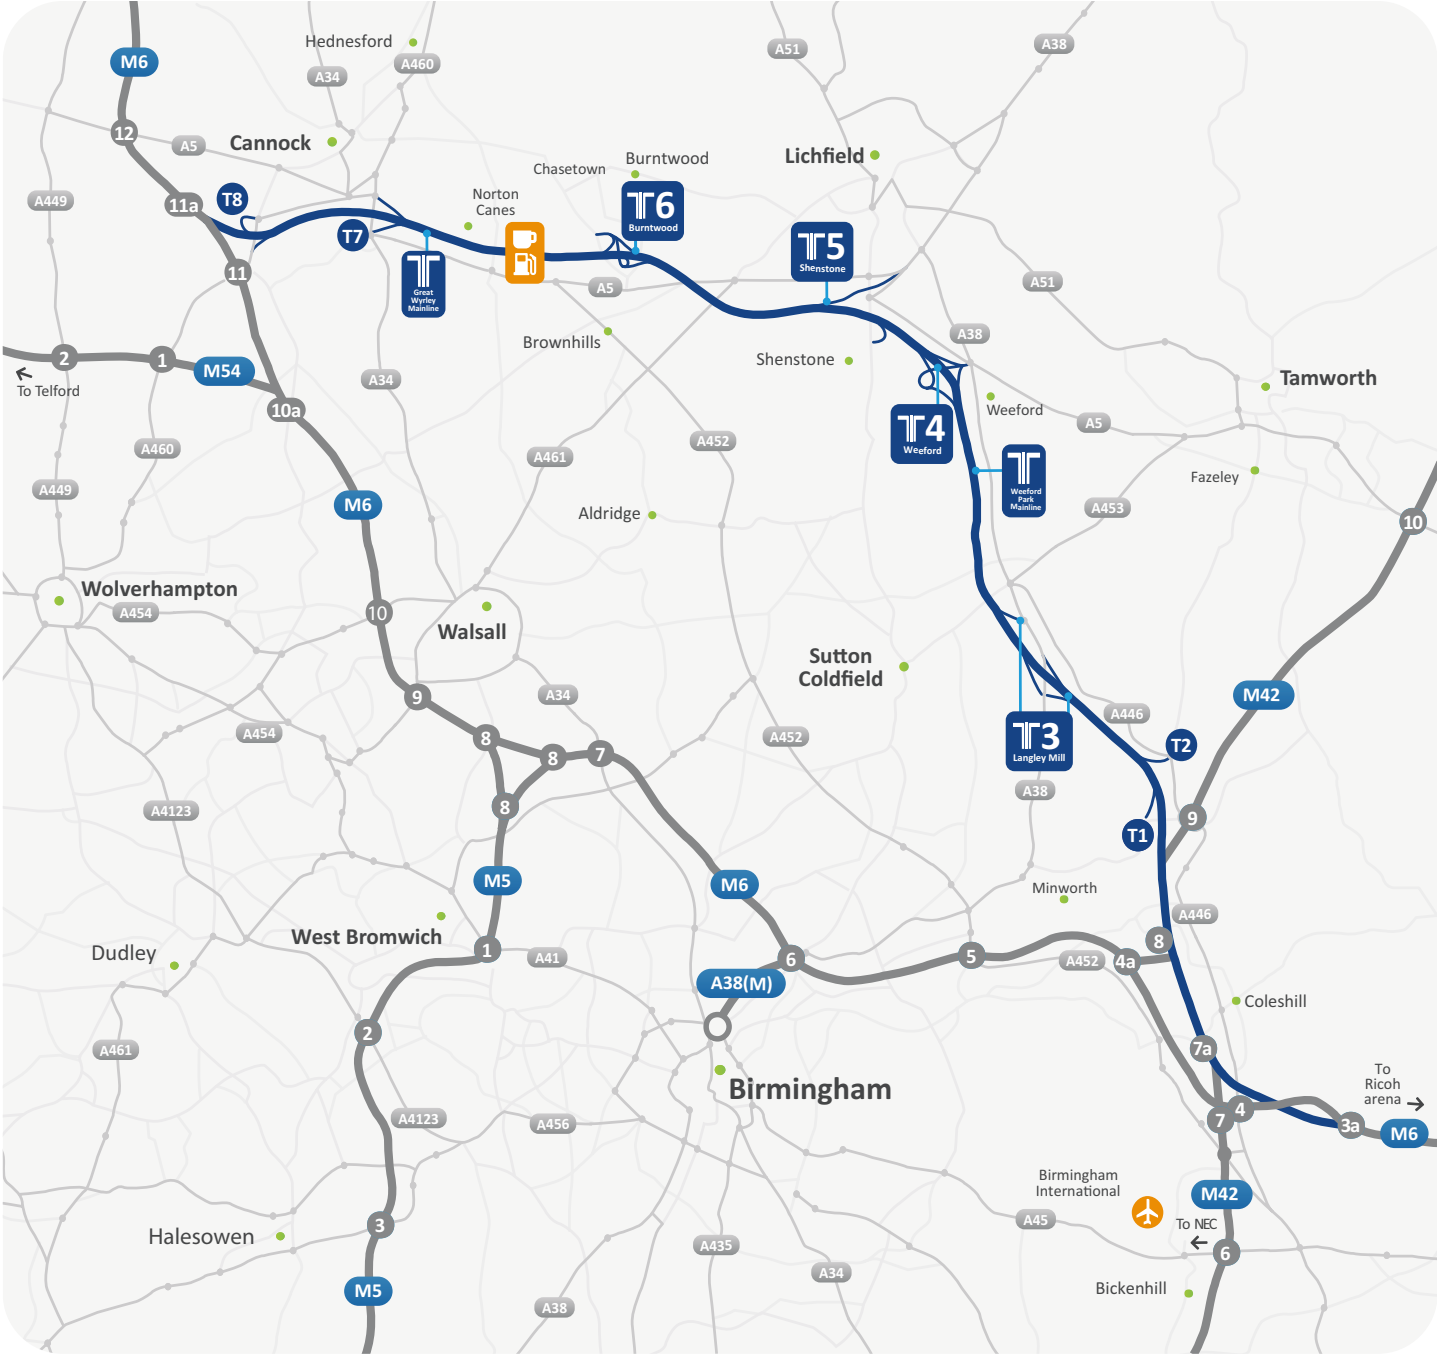 Hednesford
A51
A38
M6
A34
A460
12
A5
Cannock
Lichfield
Chasetown
Burntwood
A449
11a
T8
Norton
Canes
T6
Burntwood
T7
T5
Shenstone
11
Great
Wyrley
Mainline
A5
A51
A38
Brownhills
Shenstone
2
1
M54
To Telford
A34
Tamworth
10a
Weeford
T4
Weeford
A5
A460
A461
A452
Fazeley
Weeford
Park
Mainline
A449
M6
A453
Aldridge
10
Wolverhampton
A454
10
Walsall
Sutton
Coldfield
9
A34
M42
A446
A454
8
A452
T3
Langley Mill
T2
8
7
A38
8
A4123
9
T1
M5
M6
Minworth
A446
West Bromwich
1
Dudley
A41
6
5
A452
4a
8
A38(M)
Coleshill
2
A461
7a
Birmingham
To
Ricoh
arena
A4123
A456
7
4
3a
M6
Birmingham
International
M42
3
A45
To NEC
Halesowen
A435
6
A34
M5
A38
Bickenhill